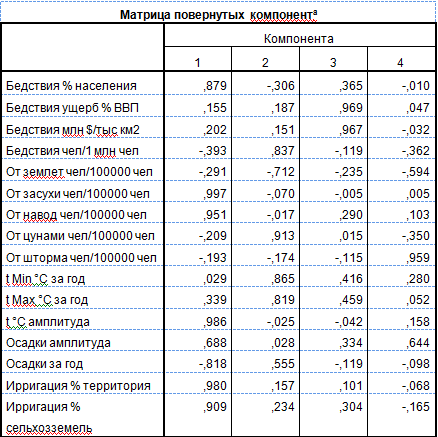 Матрица повернутых компонентª
Компонента
1 2 3 4
Бедствия % населения ,879 -,306 ,365 -,010
Бедствия ущерб % ВВП ,155 ,187 ,969 ,047
Бедствия млн $/тыс км2 ,202 ,151 ,967 -,032
Бедствия чел/1 млн чел -,393 ,837 -,119 -,362
От землет чел/100000 чел -,291 -,712 -,235 -,594
От засухи чел/100000 чел ,997 -,070 -,005 ,005
От навод чел/100000 чел ,951 -,017 ,290 ,103
От цунами чел/100000 чел -,209 ,913 ,015 -,350
От шторма чел/100000 чел -,193 -,174 -,115 ,959
t Min °C за год ,029 ,865 ,416 ,280
t Max °C за год ,339 ,819 ,459 ,052
t °C амплитуда ,986 -,025 -,042 ,158
Осадки амплитуда ,688 ,028 ,334 ,644
Осадки за год -,818 ,555 -,119 -,098
Ирригация % территория ,980 ,157 ,101 -,068
Ирригация % ,909 ,234 ,304 -,165
сельхозземель